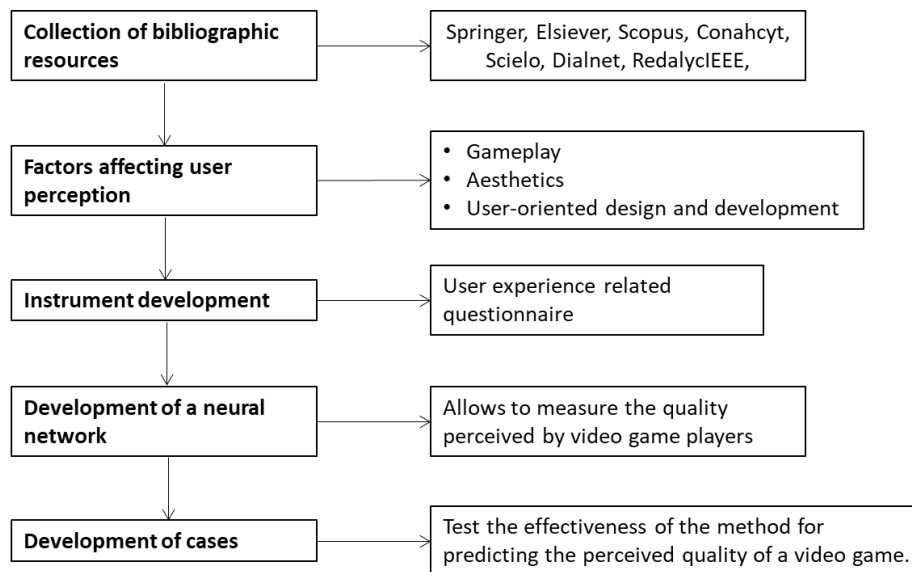 Collection of bibliographic
resources
Springer, Elsiever, Scopus, Conahcyt,
Scielo, Dialnet, RedalycIEEE,
Factors affecting user
perception
• Gameplay
• Aesthetics
• User-oriented design and development
Instrument development
User experience related
questionnaire
Development of a neural
network
Allows to measure the quality
perceived by video game players
Development of cases
Test the effectiveness of the method for
predicting the perceived quality of a video game.